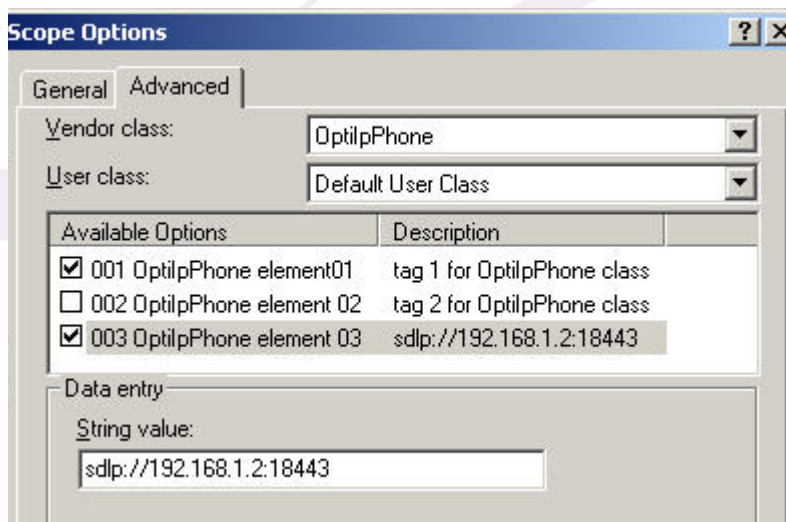 Scope Options
General Advanced
Vendor class: OptiIpPhone
User class: Default User Class
Available Options Description
001 OptiIpPhone element01 tag 1 for OptiIpPhone class
002 OptiIpPhone element 02 tag 2 for OptiIpPhone class
003 OptiIpPhone element 03 sdlp://192.168.1.2:18443
Data entry
String value:
sdlp://192.168.1.2:18443